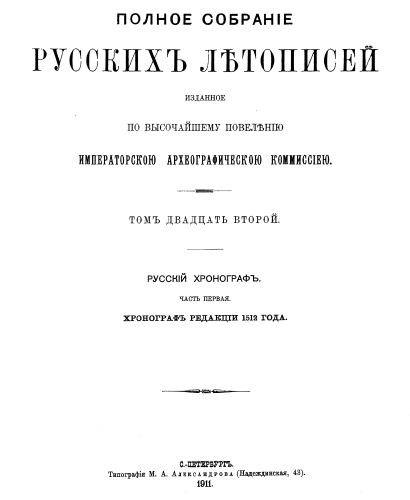 ПОЛНОЕ СОБРАНІЕ
РУССКИХЪ ЛѢТОПИСЕЙ
ИЗДАННОЕ
ПО ВЫСОЧАЙШЕМУ ПОВЕЛѢНІЮ
ИМПЕРАТОРСКОЮ АРХЕОГРАФИЧЕСКОЮ КОММИССІЕЮ.
ТОМЪ ДВАДЦАТЬ ВТОРОЙ.
РУССКІЙ ХРОНОГРАФЪ.
ЧАСТЬ ПЕРВАЯ.
ХРОНОГРАФЪ РЕДАКЦІИ 1512 ГОДА.
С.-ПЕТЕРБУРГЪ.
Типографія М. А. Александрова (Надеждинская, 43).
1911.